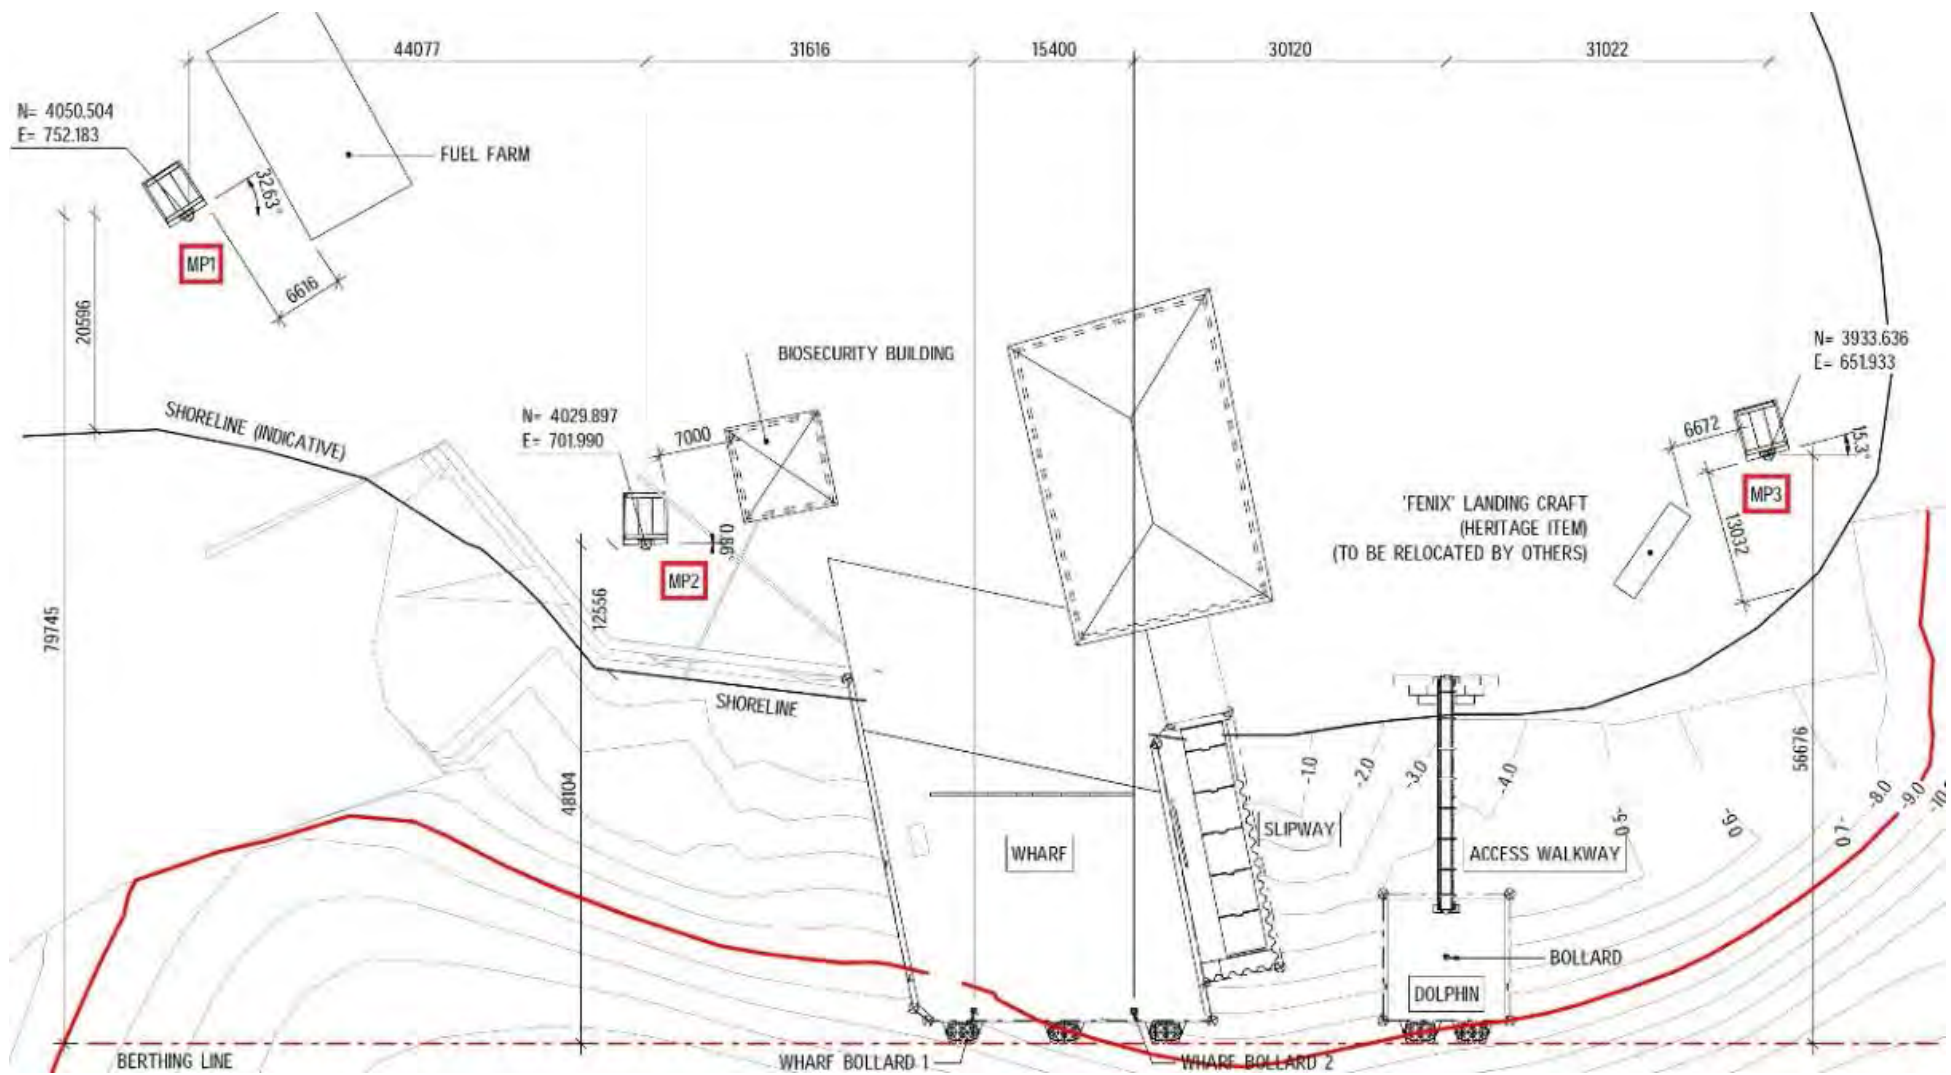 44077
31616
15400
30120
31022
N= 4050.504
E= 752.183
FUEL FARM
32.63°
MP1
6616
20596
SHORELINE (INDICATIVE)
BIOSECURITY BUILDING
N= 4029.897
E= 701.990
7000
0.86°
MP2
12556
N= 3933.636
E= 651.933
6672
15.3°
MP3
'FENIX' LANDING CRAFT
(HERITAGE ITEM)
(TO BE RELOCATED BY OTHERS)
13032
79745
SHORELINE
48104
56676
-1.0
-2.0
-3.0
-4.0
-5.0
-6.0
-7.0
-8.0
-9.0
WHARF
SLIPWAY
ACCESS WALKWAY
BOLLARD
DOLPHIN
BERTHING LINE
WHARF BOLLARD 1
WHARF BOLLARD 2